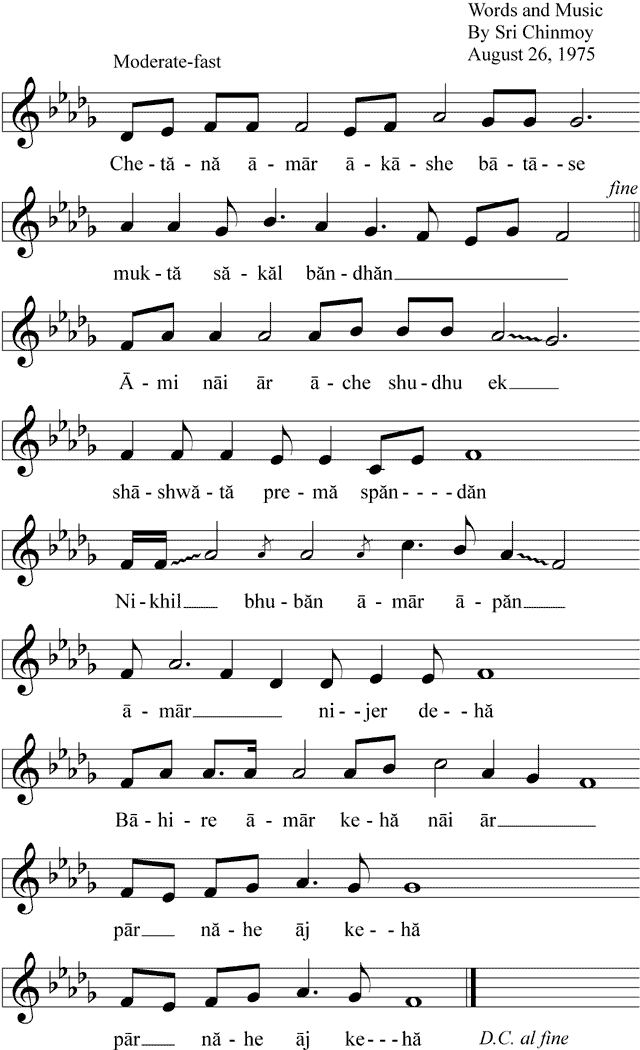 Words and Music
By Sri Chinmoy
August 26, 1975
Moderate-fast
Che - tă - nă ā - mār ā - kā - she bā - tā - - se
fine
muk - tă să - kăl băn - dhăn
Ā - mi nāi ār ā - che shu - dhu ek
shā - shwă - tă pre - mă spăn - - - - dăn
Ni - khil bhu - băn ā - mār ā - păn
ā - mār ni - - jer de - hă
Bā - hi - re ā - mār ke - hă nāi ār
pār nă - he āj ke - - hă
pār nă - he āj ke - - - hă
D.C. al fine